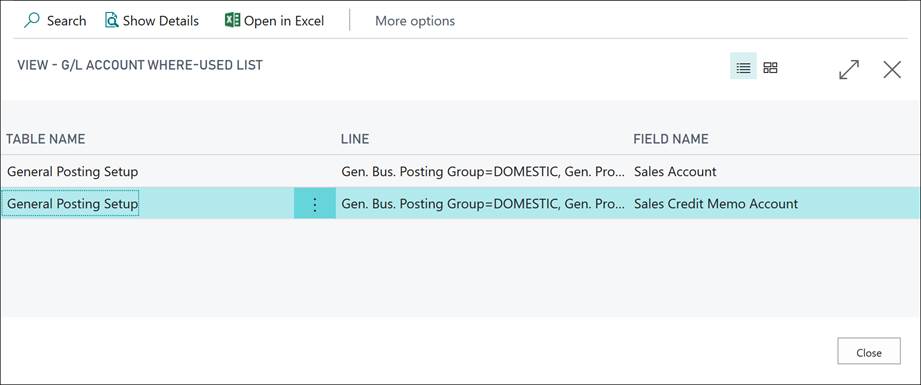 Search Show Details Open in Excel More options
VIEW - G/L ACCOUNT WHERE-USED LIST
TABLE NAME LINE FIELD NAME
General Posting Setup Gen. Bus. Posting Group=DOMESTIC, Gen. Pro... Sales Account
General Posting Setup Gen. Bus. Posting Group=DOMESTIC, Gen. Pro... Sales Credit Memo Account
Close